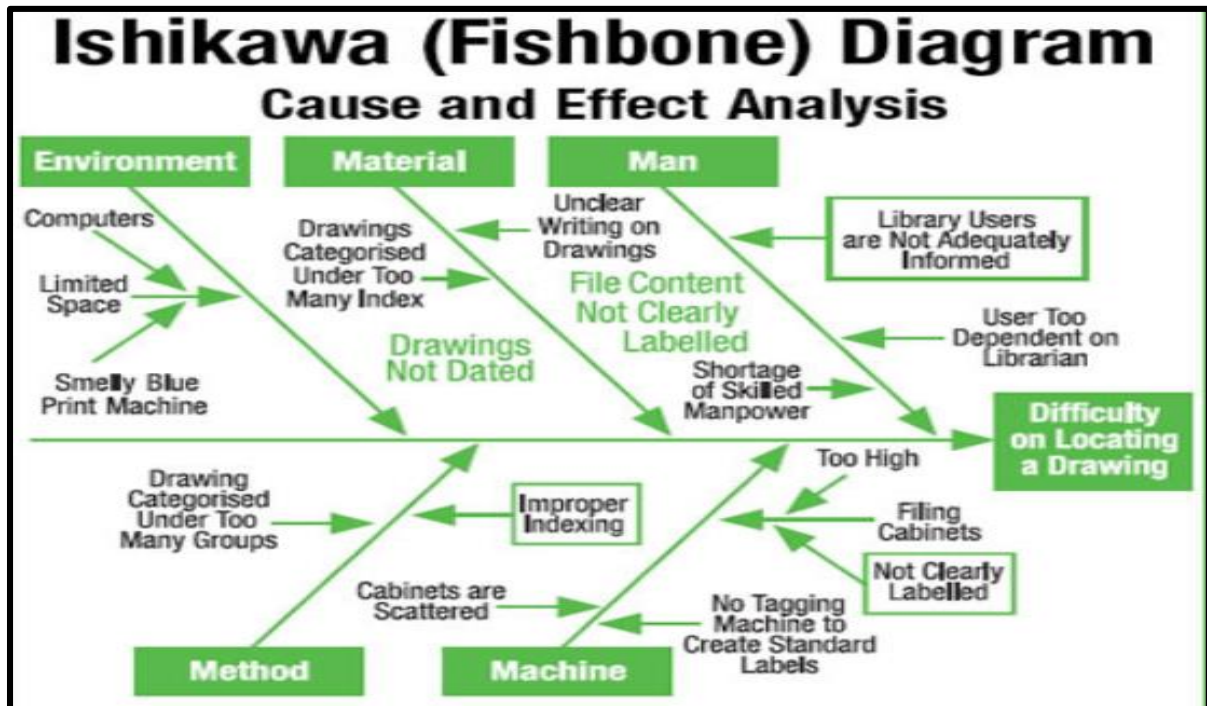 Ishikawa (Fishbone) Diagram
Cause and Effect Analysis
Environment
Material
Man
Computers
Limited
Space
Smelly Blue
Print Machine
Drawings
Categorised
Under Too
Many Index
Unclear
Writing on
Drawings
Drawings
Not Dated
File Content
Not Clearly
Labelled
Library Users
are Not Adequately
Informed
User Too
Dependent on
Librarian
Shortage
of Skilled
Manpower
Difficulty
on Locating
a Drawing
Drawing
Categorised
Under Too
Many Groups
Improper
Indexing
Too High
Filing
Cabinets
Not Clearly
Labelled
Cabinets are
Scattered
No Tagging
Machine to
Create Standard
Labels
Method
Machine